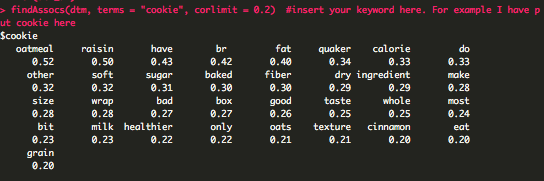 > findAssocs(dtm, terms = "cookie", corlimit = 0.2)  #insert your keyword here. For example I have p
ut cookie here
$cookie
oatmeal raisin have br fat quaker calorie do
0.52 0.50 0.43 0.42 0.40 0.34 0.33 0.33
other soft sugar baked fiber dry ingredient make
0.32 0.32 0.31 0.30 0.30 0.29 0.29 0.28
size wrap bad box good taste whole most
0.28 0.28 0.27 0.27 0.26 0.25 0.25 0.24
bit milk healthier only oats texture cinnamon eat
0.23 0.23 0.22 0.22 0.21 0.21 0.20 0.20
grain
0.20